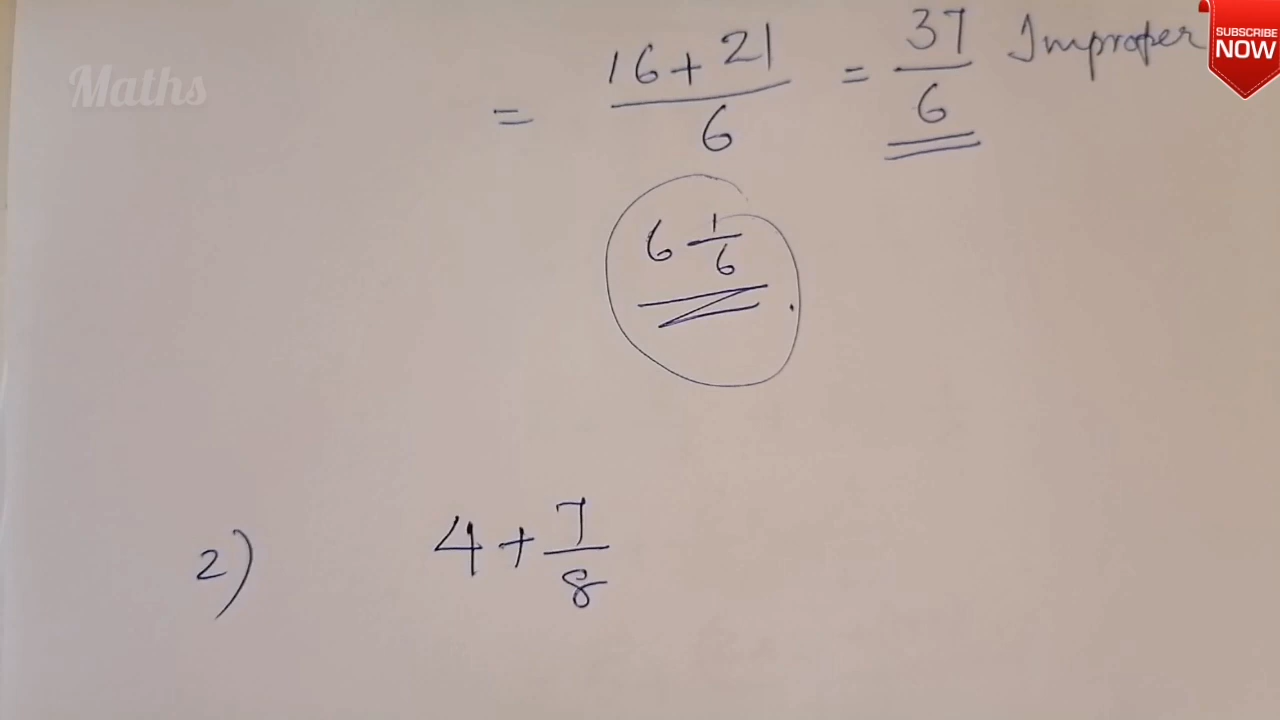 Maths
SUBSCRIBE
NOW
= 16+21/6 = 37/6 Improper
6 1/6
2) 4+7/8